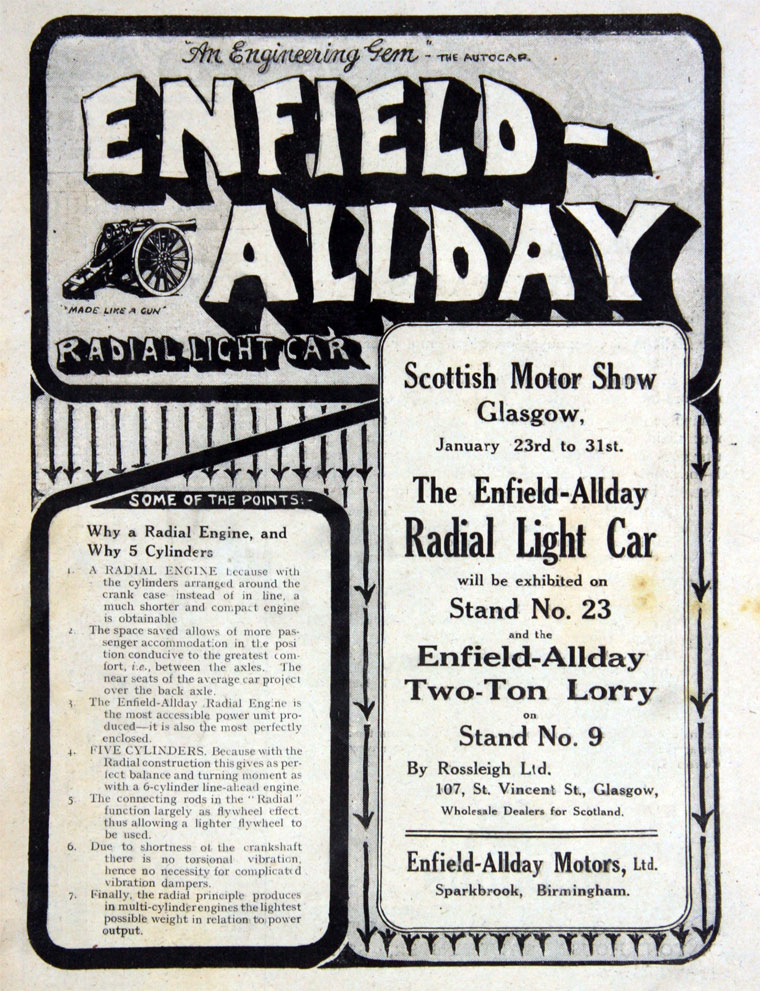 "An Engineering Gem" - THE AUTOCAR.
ENFIELD-
ALLDAY
"MADE LIKE A GUN"
RADIAL LIGHT CAR
Scottish Motor Show
Glasgow,
January 23rd to 31st.
The Enfield-Allday
Radial Light Car
will be exhibited on
Stand No. 23
and the
Enfield-Allday
Two-Ton Lorry
on
Stand No. 9
By Rossleigh Ltd.
107, St. Vincent St., Glasgow,
Wholesale Dealers for Scotland.
Enfield-Allday Motors, Ltd.
Sparkbrook, Birmingham.
SOME OF THE POINTS:-
Why a Radial Engine, and
Why 5 Cylinders
1. A RADIAL ENGINE because with
the cylinders arranged around the
crank case instead of in line, a
much shorter and compact engine
is obtainable
2. The space saved allows of more pas-
senger accommodation in the posi
tion conducive to the greatest com-
fort, i.e., between the axles. The
near seats of the average car project
over the back axle.
3. The Enfield-Allday Radial Engine is
the most accessible power unit pro-
duced—it is also the most perfectly
enclosed.
4. FIVE CYLINDERS. Because with the
Radial construction this gives as per-
fect balance and turning moment as
with a 6-cylinder line-ahead engine
5 The connecting rods in the "Radial"
function largely as flywheel effect
thus allowing a lighter flywheel to
be used.
6. Due to shortness of the crankshaft
there is no torsional vibration,
hence no necessity for complicated
vibration dampers.
7. Finally, the radial principle produces
in multi-cylinder engines the lightest
possible weight in relation to power
output.